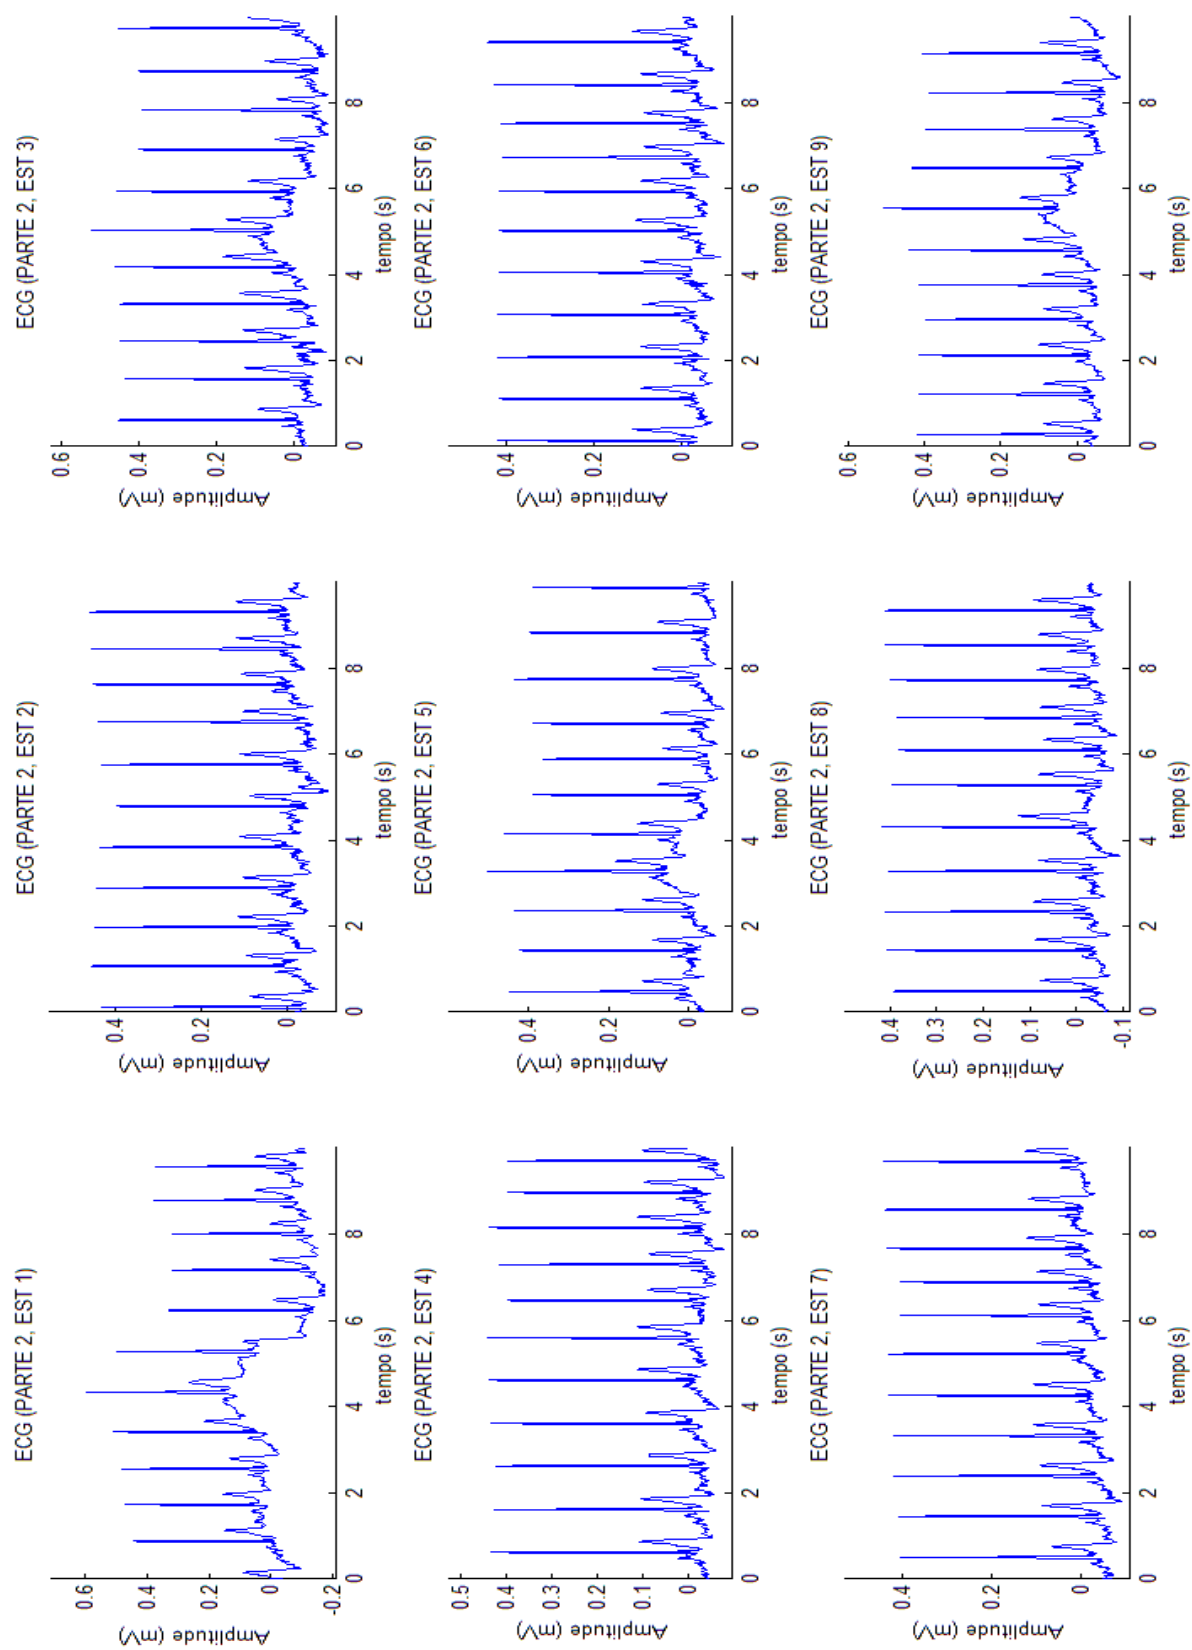 ECG (PARTE 2, EST 1)
Amplitude (mV)
0.6
0.4
0.2
0
-0.2
0 2 4 6 8
tempo (s)
ECG (PARTE 2, EST 2)
Amplitude (mV)
0.4
0.2
0
0 2 4 6 8
tempo (s)
ECG (PARTE 2, EST 3)
Amplitude (mV)
0.6
0.4
0.2
0
0 2 4 6 8
tempo (s)
ECG (PARTE 2, EST 4)
Amplitude (mV)
0.5
0.4
0.3
0.2
0.1
0
0 2 4 6 8
tempo (s)
ECG (PARTE 2, EST 5)
Amplitude (mV)
0.4
0.2
0
0 2 4 6 8
tempo (s)
ECG (PARTE 2, EST 6)
Amplitude (mV)
0.6
0.4
0.2
0
0 2 4 6 8
tempo (s)
ECG (PARTE 2, EST 7)
Amplitude (mV)
0.4
0.2
0
0 2 4 6 8
tempo (s)
ECG (PARTE 2, EST 8)
Amplitude (mV)
0.4
0.3
0.2
0.1
0
-0.1
0 2 4 6 8
tempo (s)
ECG (PARTE 2, EST 9)
Amplitude (mV)
0.6
0.4
0.2
0
0 2 4 6 8
tempo (s)